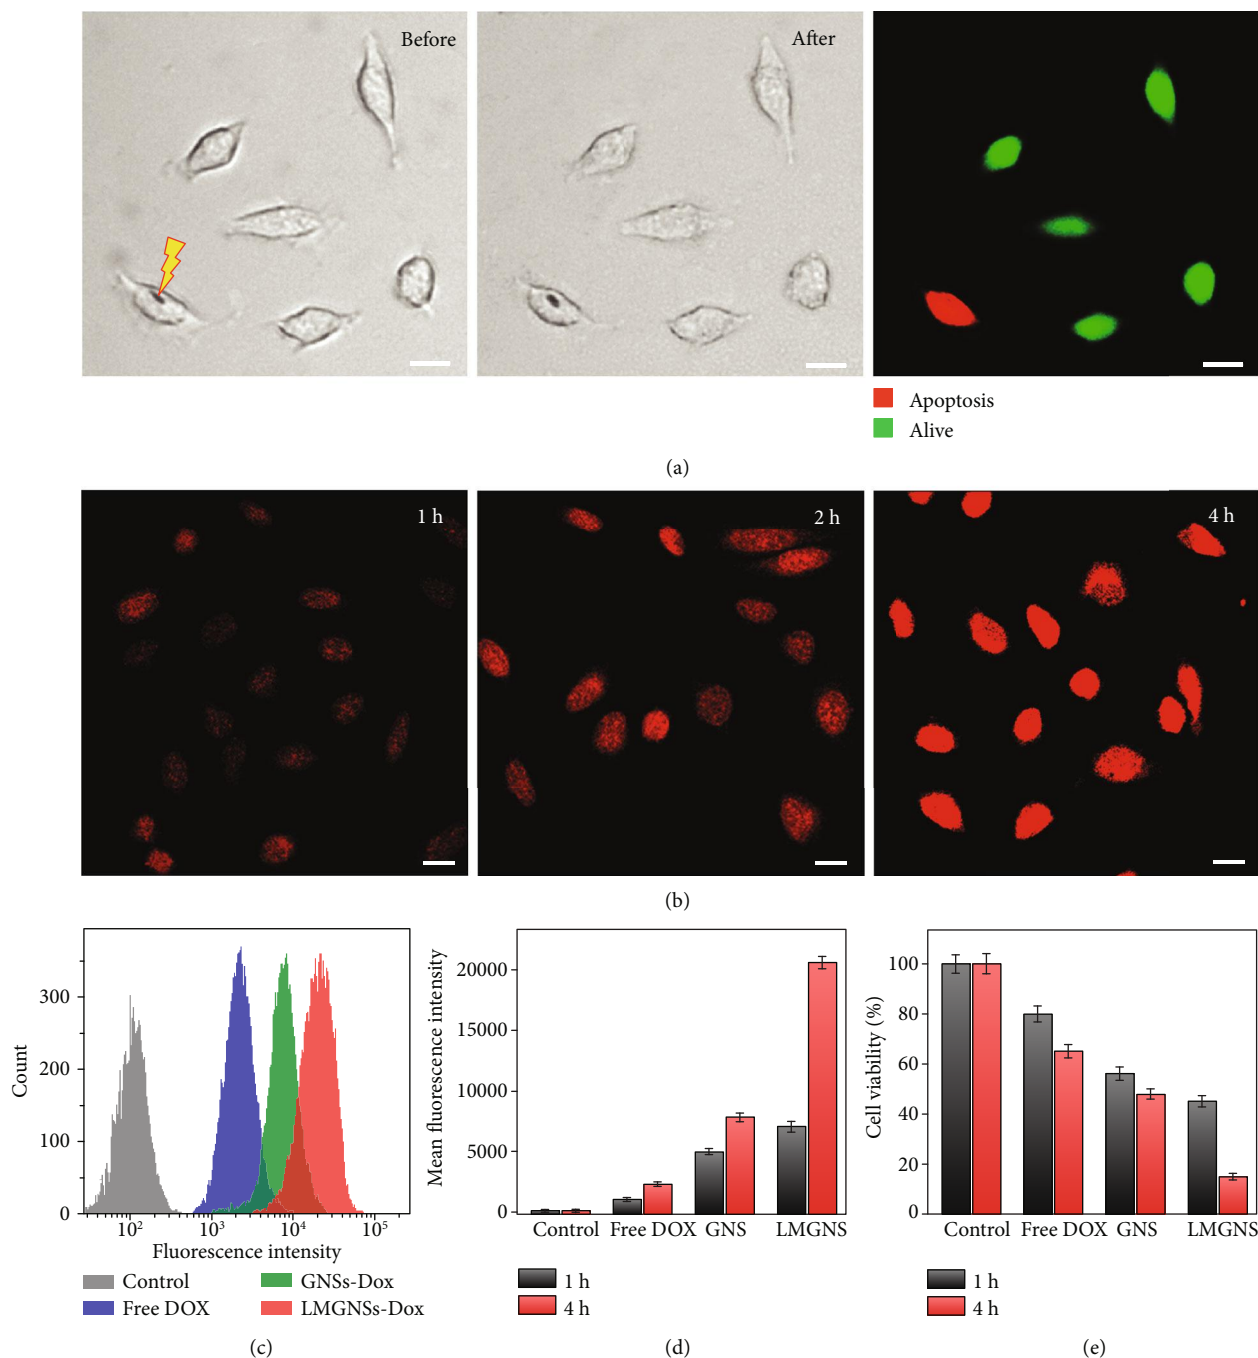 Before
After
Apoptosis
Alive
(a)
1 h
2 h
4 h
(b)
Count
300
200
100
0
10²
10³
10⁴
10⁵
Fluorescence intensity
Control
GNSs-Dox
Free DOX
LMGNSs-Dox
(c)
Mean fluorescence intensity
20000
15000
10000
5000
0
Control
Free DOX
GNS
LMGNS
1 h
4 h
(d)
Cell viability (%)
100
80
60
40
20
0
Control
Free DOX
GNS
LMGNS
1 h
4 h
(e)